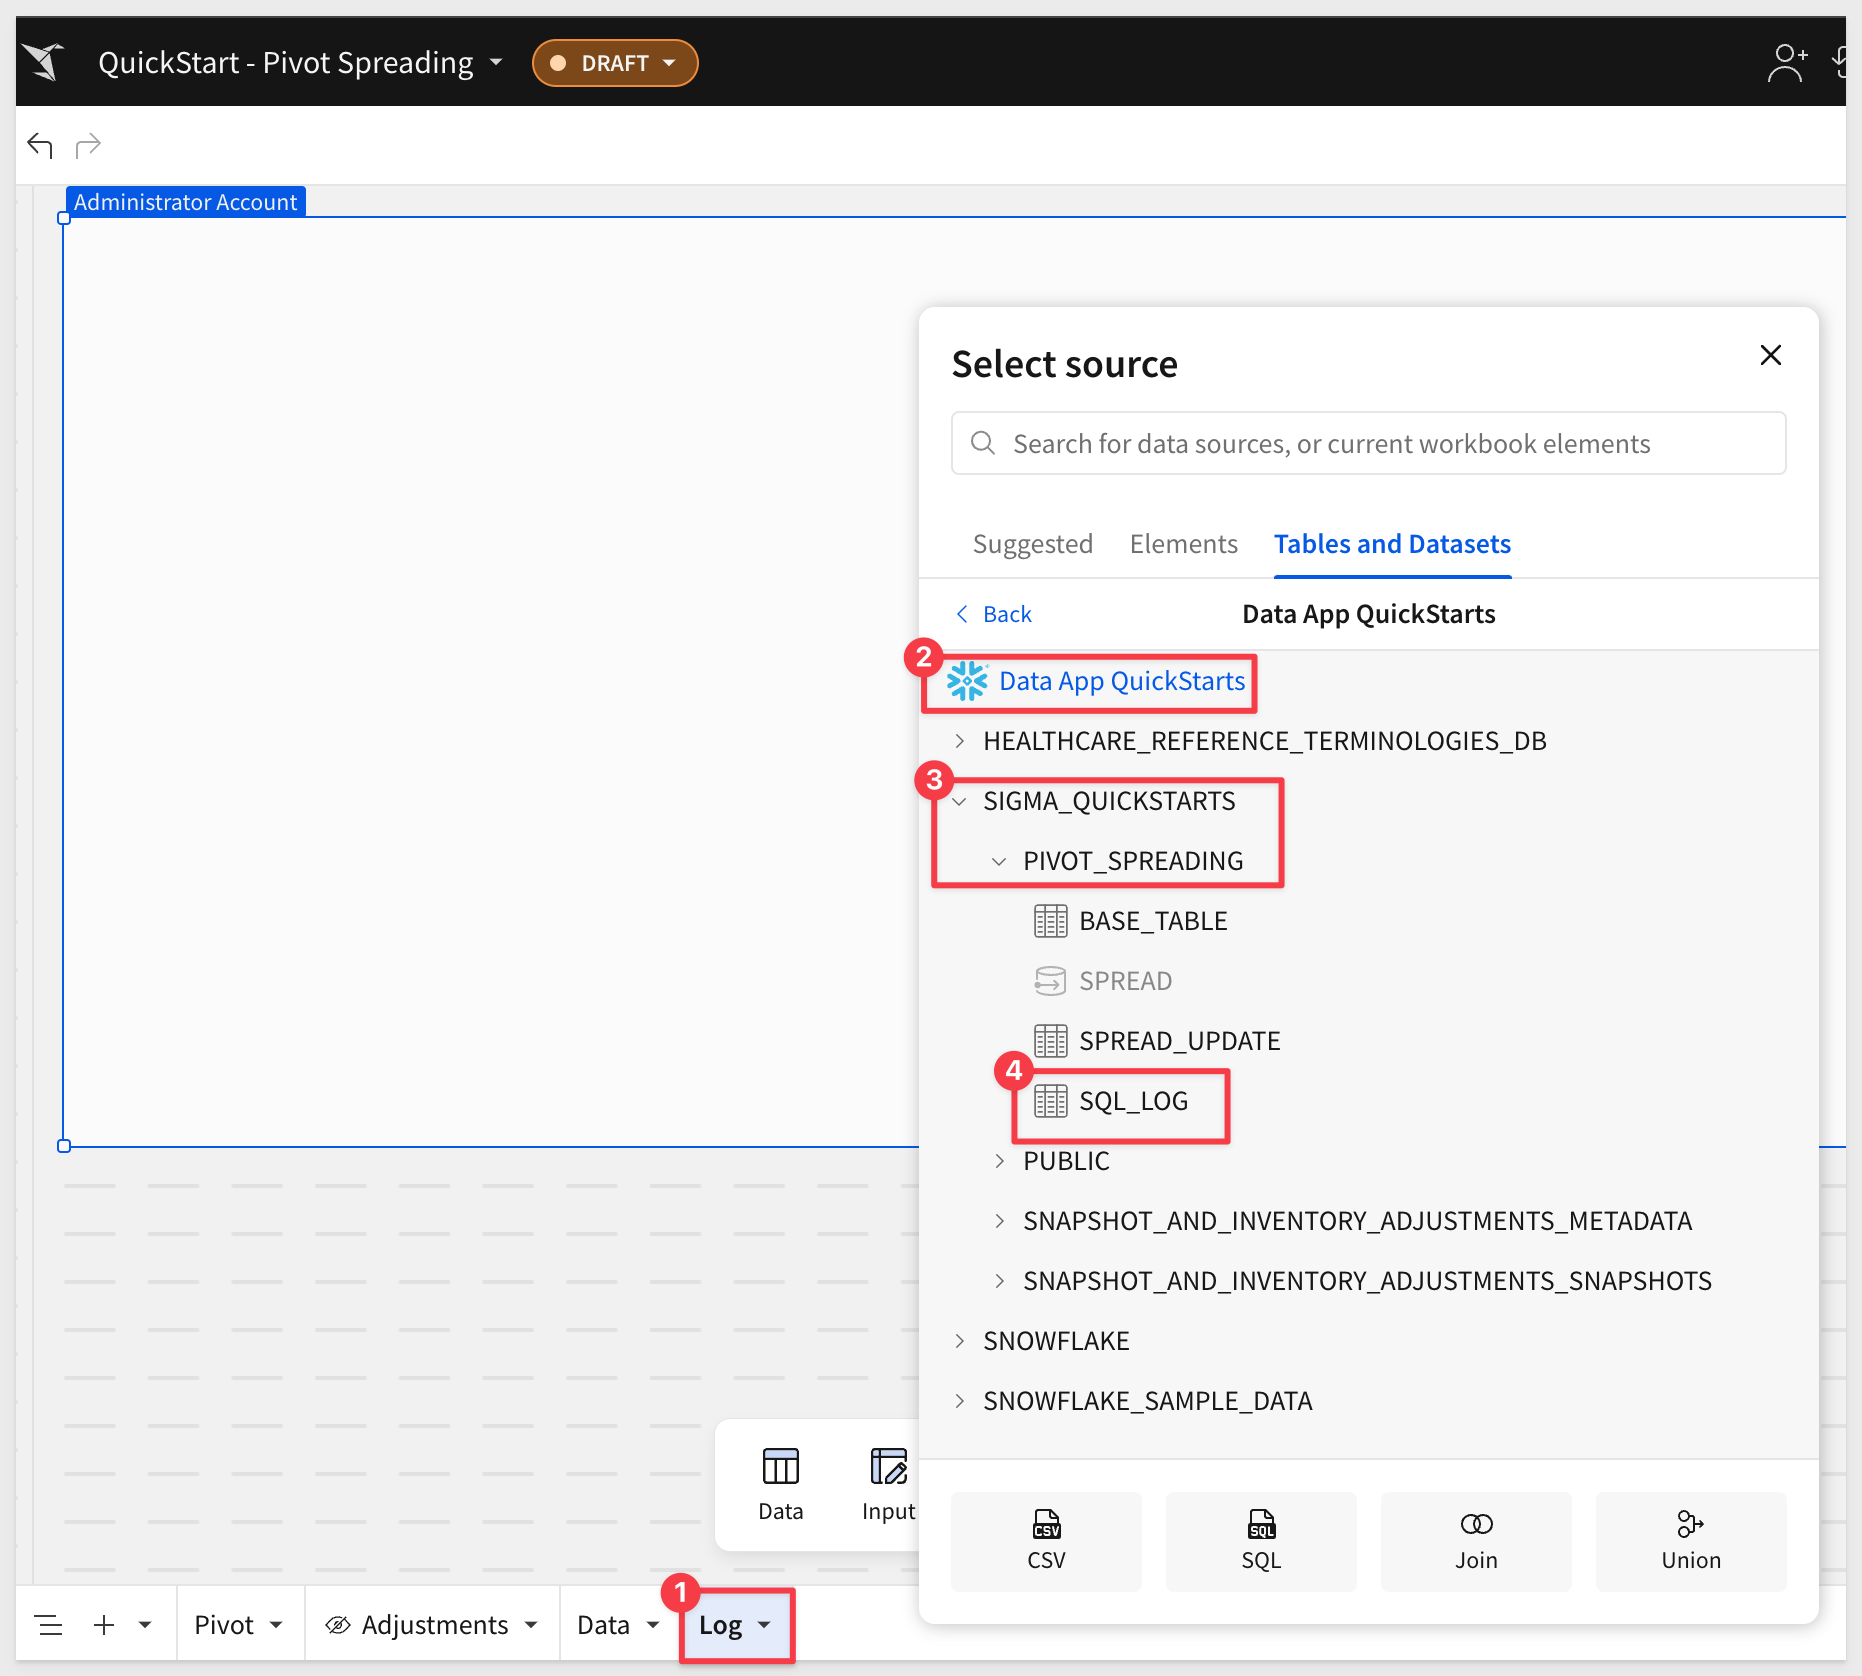 QuickStart - Pivot Spreading
DRAFT
Administrator Account
Select source
Search for data sources, or current workbook elements
Suggested Elements Tables and Datasets
Back Data App QuickStarts
2
Data App QuickStarts
HEALTHCARE_REFERENCE_TERMINOLOGIES_DB
3
SIGMA_QUICKSTARTS
PIVOT_SPREADING
BASE_TABLE
SPREAD
SPREAD_UPDATE
4
SQL_LOG
PUBLIC
SNAPSHOT_AND_INVENTORY_ADJUSTMENTS_METADATA
SNAPSHOT_AND_INVENTORY_ADJUSTMENTS_SNAPSHOTS
SNOWFLAKE
SNOWFLAKE_SAMPLE_DATA
Data Input
CSV SQL
CSV SQL Join Union
1
Pivot Adjustments Data Log